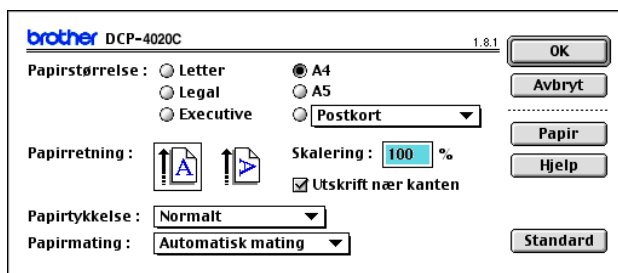 brother DCP-4020C 1.8.1
OK
Papirstørrelse : Letter A4
Avbryt
Legal A5
Executive Postkort
Papir
Papirretning : A A Skalering : 100 %
Hjelp
Utskrift nær kanten
Papirtykkelse : Normalt
Papirmating : Automatisk mating
Standard